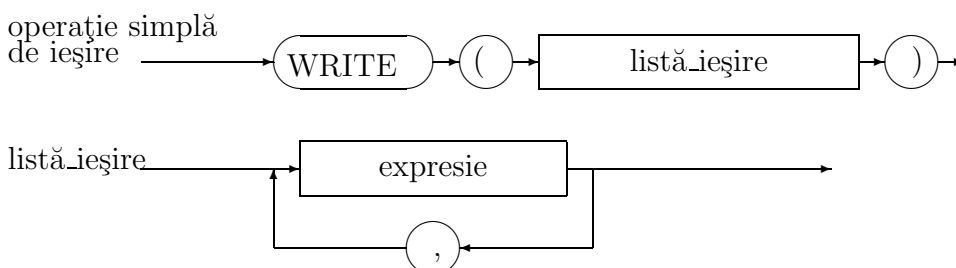 operaţie simplă
de ieşire
WRITE ( listă_ieşire )
listă_ieşire expresie
,